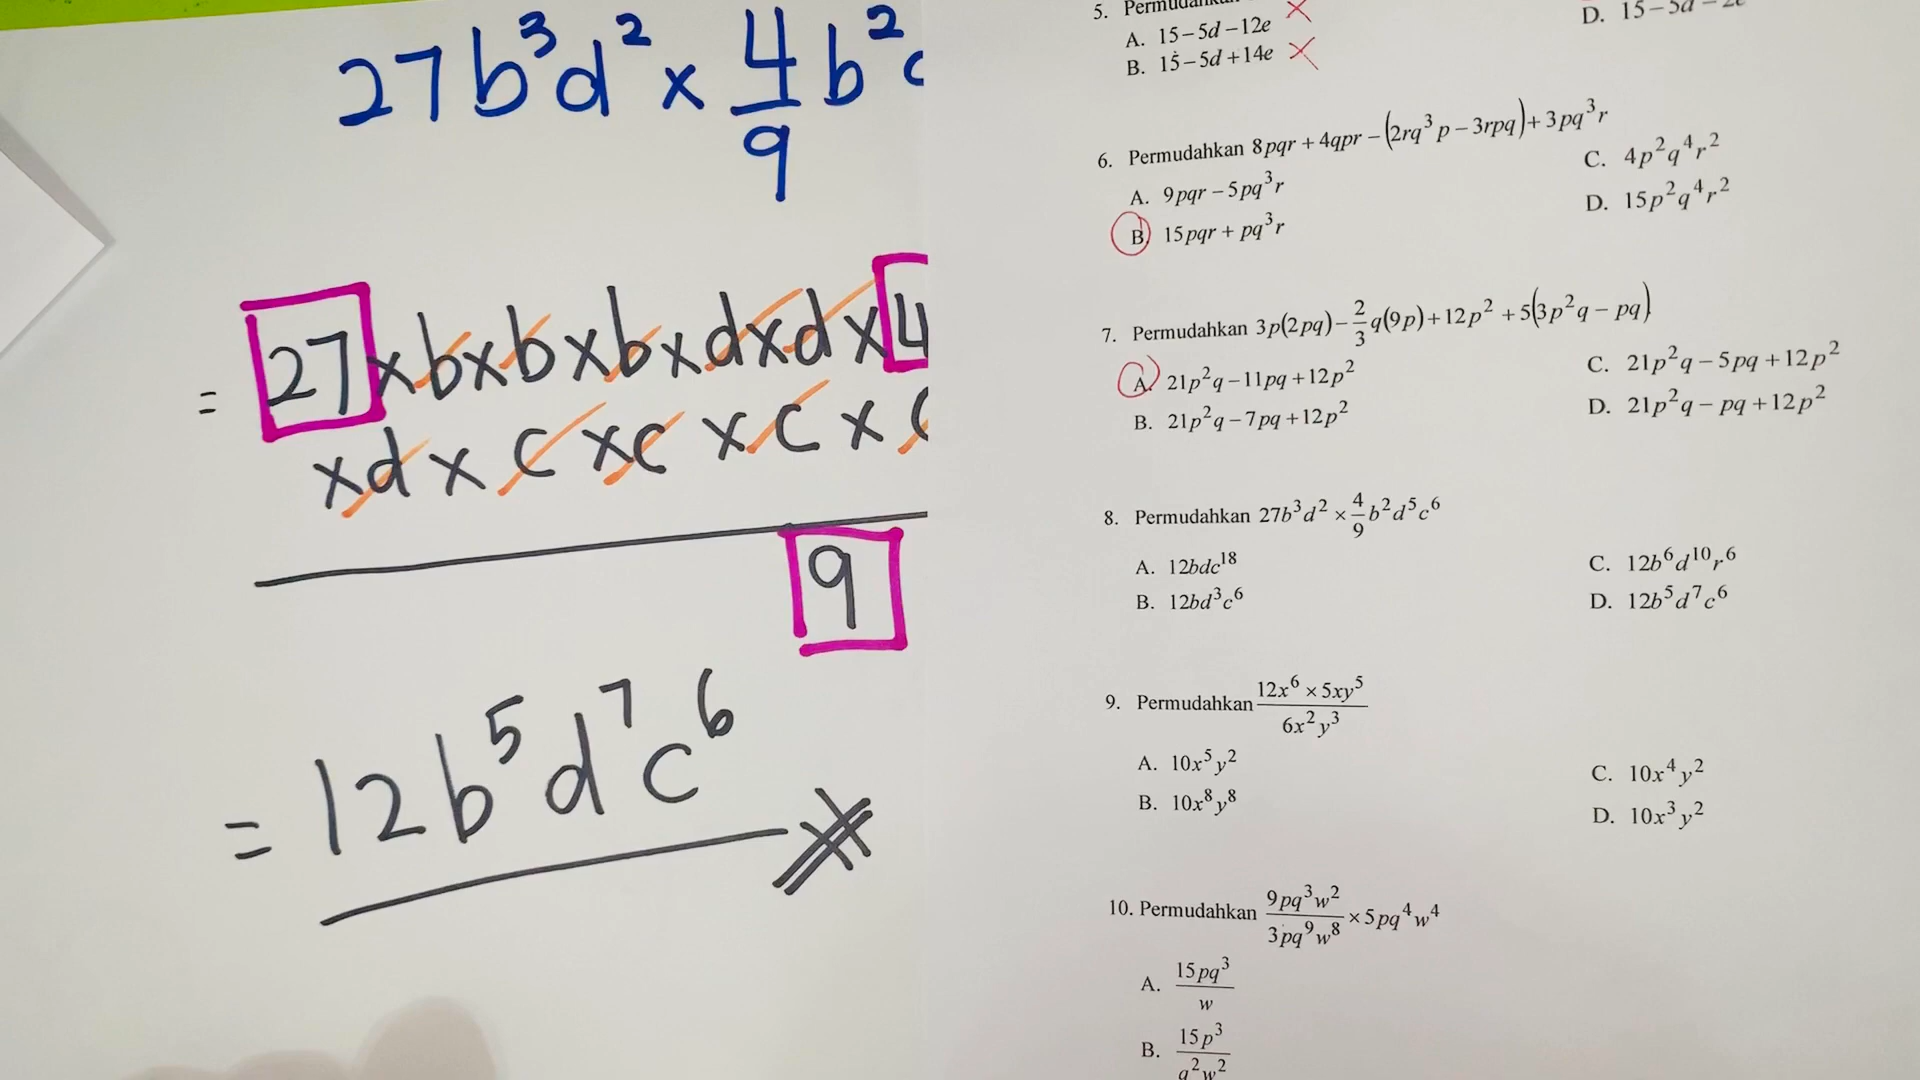 27b³d² × 4/9 b²c
= 27×b×b×b×d×d×4
×d×c×c×c×c
9
= 12b⁵d⁷c⁶
5. Permudahkan
A. 15 − 5d − 12e
B. 15 − 5d + 14e
D. 15 − 5d − 2e
6. Permudahkan 8pqr + 4qpr − (2rq³p − 3rpq) + 3pq³r
A. 9pqr − 5pq³r
B. 15pqr + pq³r
C. 4p²q⁴r²
D. 15p²q⁴r²
7. Permudahkan 3p(2pq) − 2/3 q(9p) + 12p² + 5(3p²q − pq)
A. 21p²q − 11pq + 12p²
B. 21p²q − 7pq + 12p²
C. 21p²q − 5pq + 12p²
D. 21p²q − pq + 12p²
8. Permudahkan 27b³d² × 4/9 b²d⁵c⁶
A. 12bdc¹⁸
B. 12bd³c⁶
C. 12b⁶d¹⁰r⁶
D. 12b⁵d⁷c⁶
9. Permudahkan 12x⁶ × 5xy⁵ / 6x²y³
A. 10x⁵y²
B. 10x⁸y⁸
C. 10x⁴y²
D. 10x³y²
10. Permudahkan 9pq³w² / 3pq⁹w⁸ × 5pq⁴w⁴
A. 15pq³ / w
B. 15p³ / q²w²